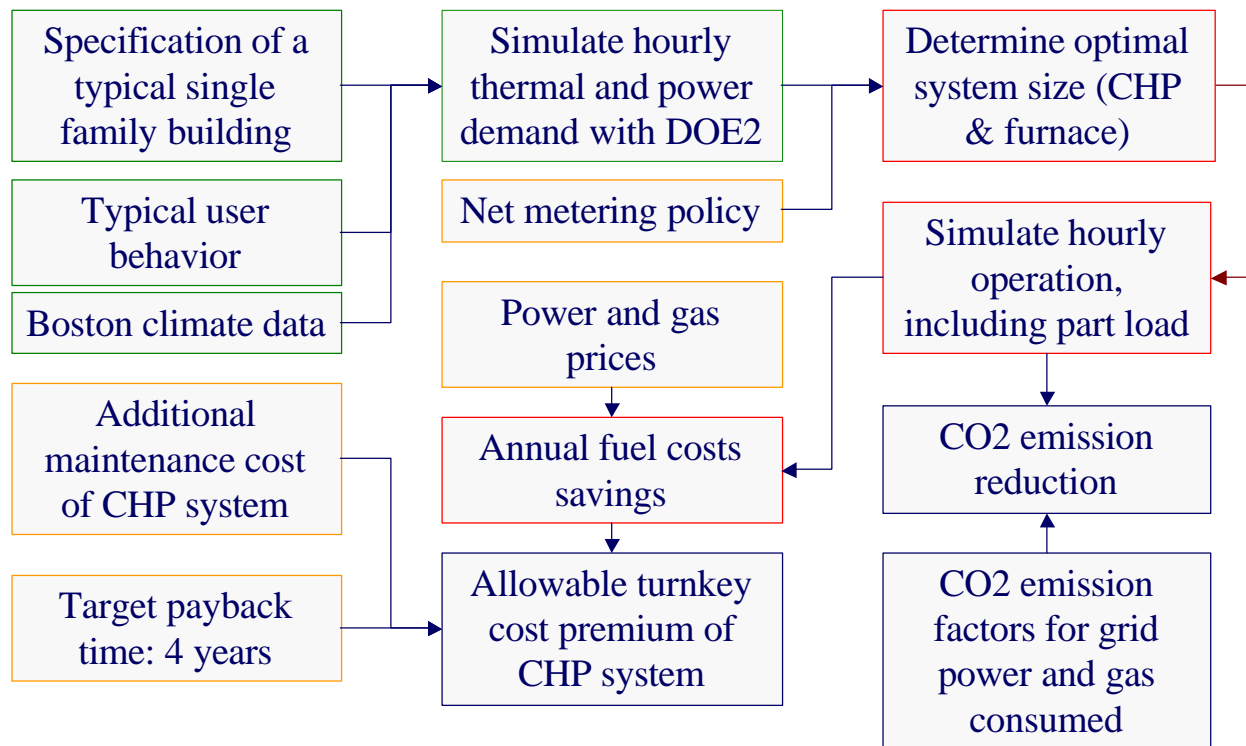 Specification of a
typical single
family building
Simulate hourly
thermal and power
demand with DOE2
Determine optimal
system size (CHP
& furnace)
Typical user
behavior
Net metering policy
Simulate hourly
operation,
including part load
Boston climate data
Power and gas
prices
Additional
maintenance cost
of CHP system
Annual fuel costs
savings
CO2 emission
reduction
Target payback
time: 4 years
Allowable turnkey
cost premium of
CHP system
CO2 emission
factors for grid
power and gas
consumed